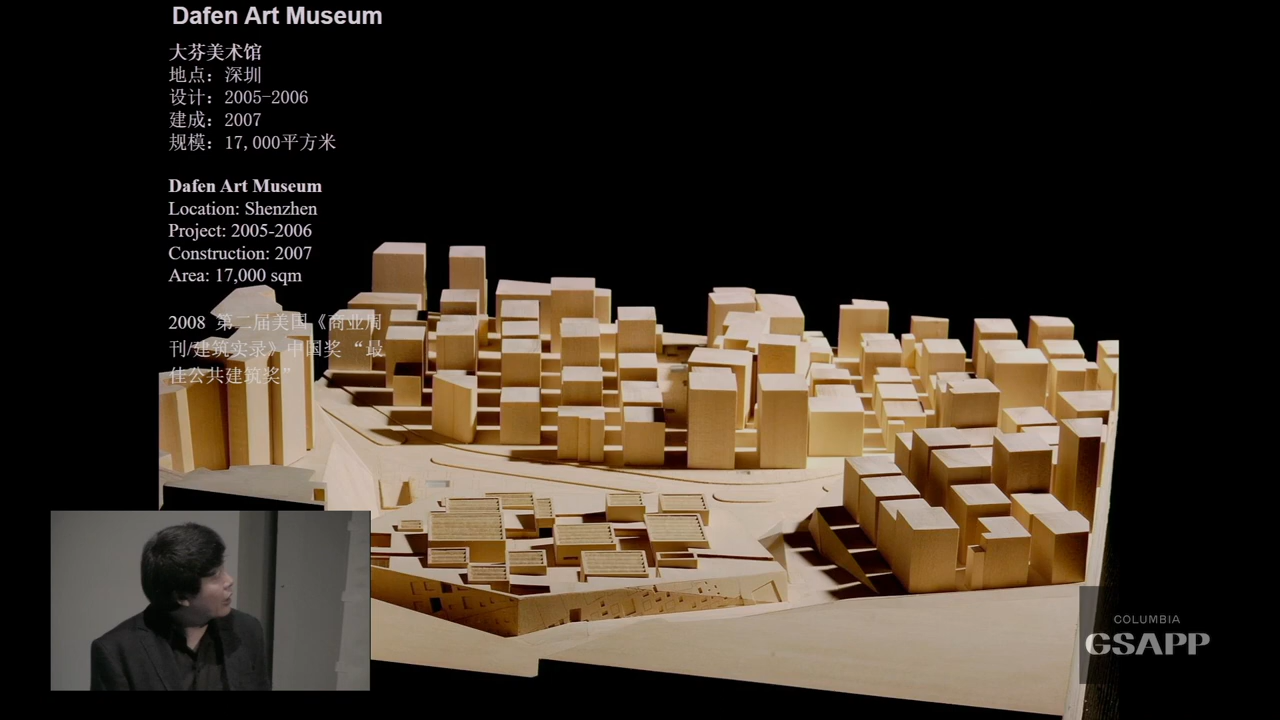 Dafen Art Museum
大芬美术馆
地点：深圳
设计：2005-2006
建成：2007
规模：17,000平方米
Dafen Art Museum
Location: Shenzhen
Project: 2005-2006
Construction: 2007
Area: 17,000 sqm
2008 第二届美国《商业周
刊/建筑实录》中国奖 “最
佳公共建筑奖”
COLUMBIA
GSAPP